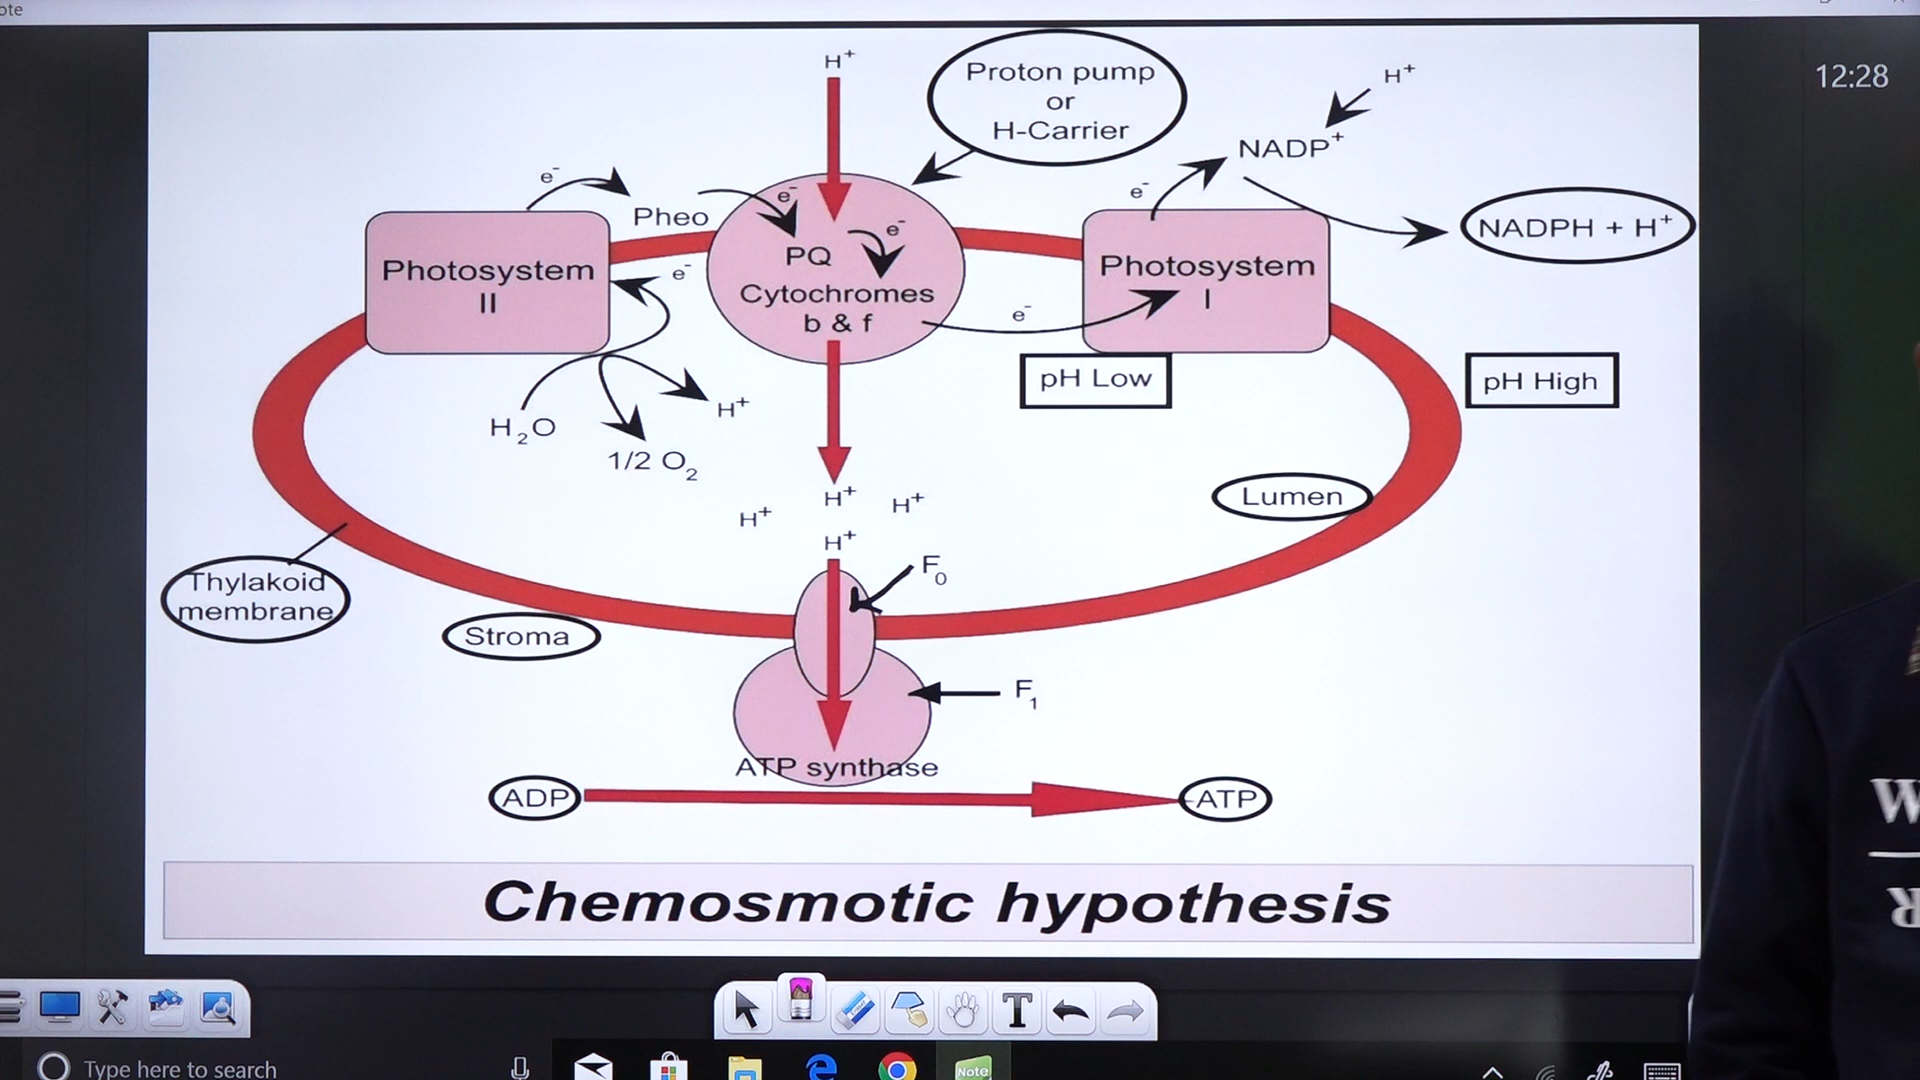 ote
12:28
H⁺
Proton pump
or
H-Carrier
H⁺
NADP⁺
e⁻
e⁻
e⁻
Pheo
NADPH + H⁺
e⁻
PQ
Photosystem
II
e⁻
Cytochromes
b & f
e⁻
Photosystem
I
pH Low
pH High
H₂O
H⁺
1/2 O₂
H⁺
H⁺
H⁺
H⁺
Lumen
F₀
Thylakoid
membrane
Stroma
F₁
ATP synthase
ADP
ATP
Chemosmotic hypothesis
W
T
Note
Type here to search